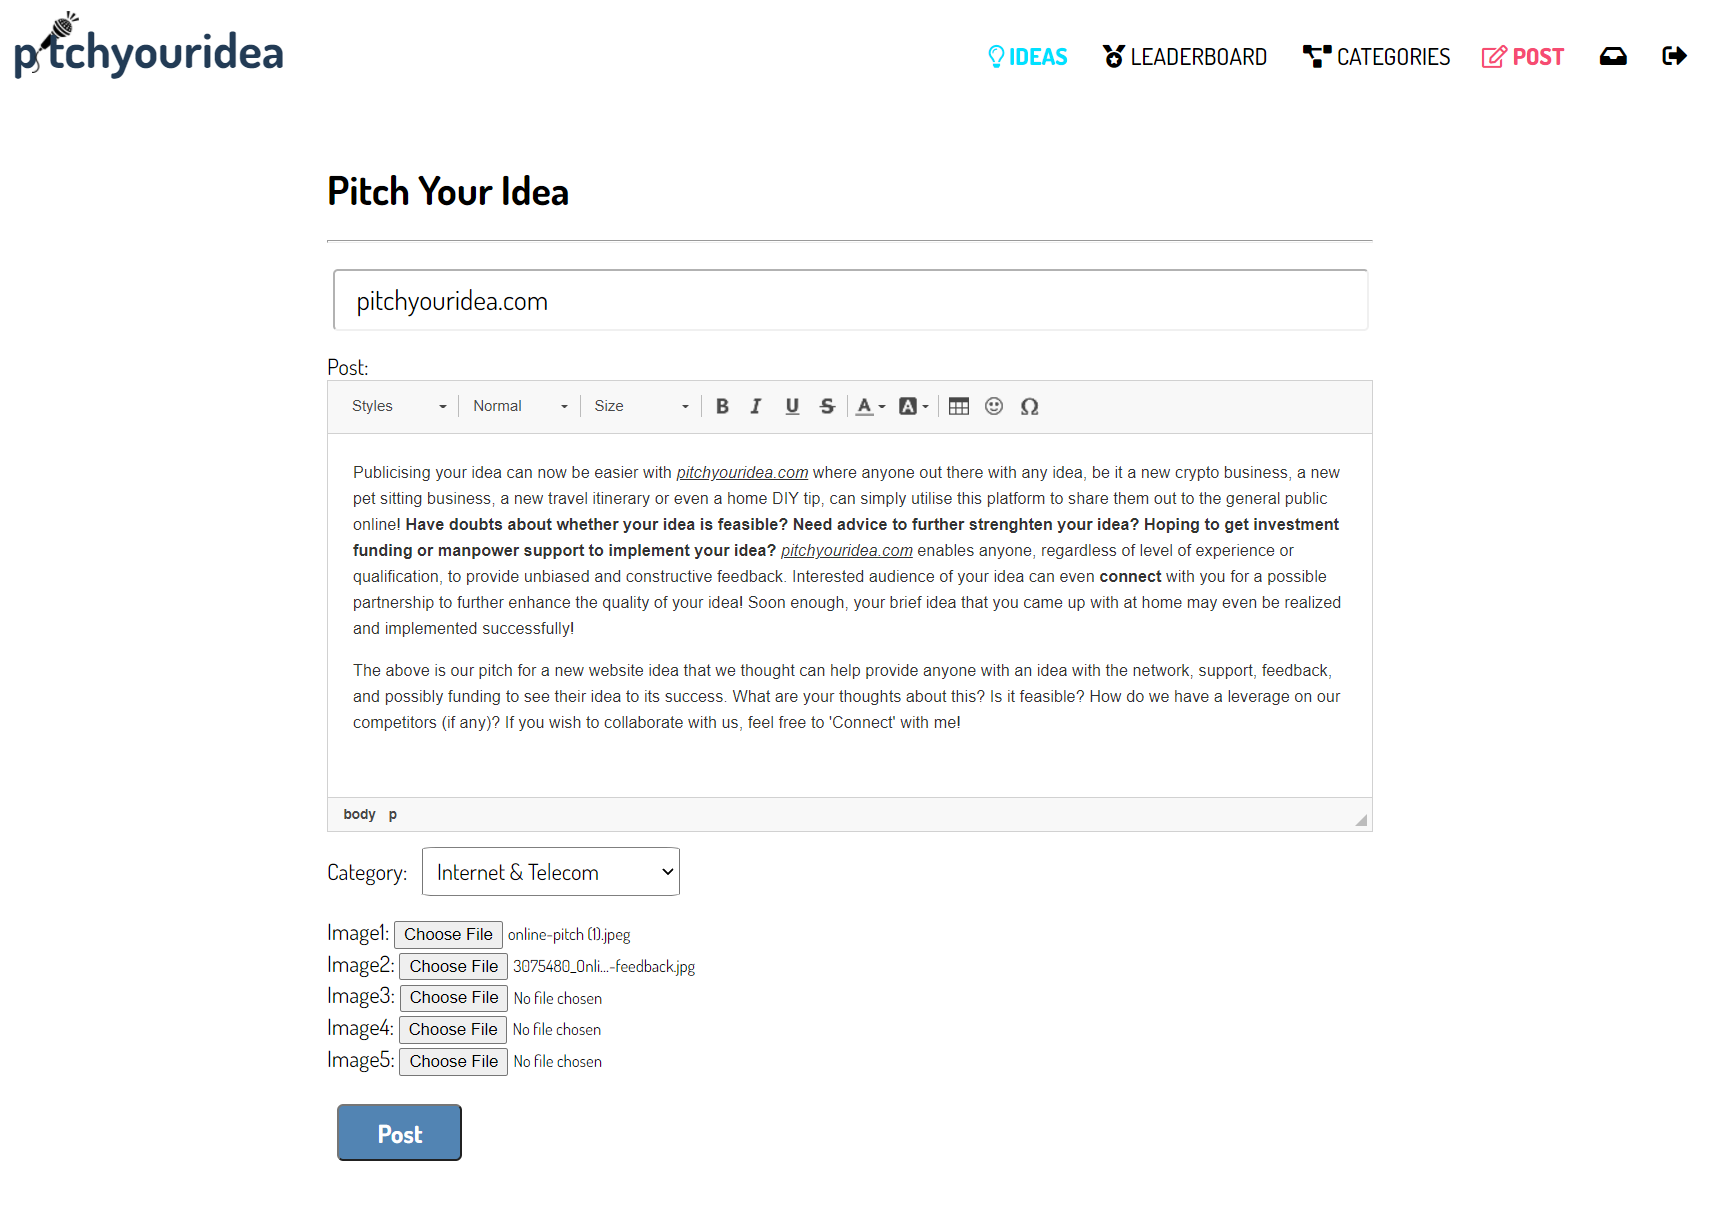 pitchyouridea
IDEAS LEADERBOARD CATEGORIES POST
Pitch Your Idea
pitchyouridea.com
Post:
Styles Normal Size B I U S A A Ω
Publicising your idea can now be easier with pitchyouridea.com where anyone out there with any idea, be it a new crypto business, a new
pet sitting business, a new travel itinerary or even a home DIY tip, can simply utilise this platform to share them out to the general public
online! Have doubts about whether your idea is feasible? Need advice to further strenghten your idea? Hoping to get investment
funding or manpower support to implement your idea? pitchyouridea.com enables anyone, regardless of level of experience or
qualification, to provide unbiased and constructive feedback. Interested audience of your idea can even connect with you for a possible
partnership to further enhance the quality of your idea! Soon enough, your brief idea that you came up with at home may even be realized
and implemented successfully!
The above is our pitch for a new website idea that we thought can help provide anyone with an idea with the network, support, feedback,
and possibly funding to see their idea to its success. What are your thoughts about this? Is it feasible? How do we have a leverage on our
competitors (if any)? If you wish to collaborate with us, feel free to 'Connect' with me!
body p
Category: Internet & Telecom
Image1: Choose File online-pitch (1).jpeg
Image2: Choose File 3075480_Onli...-feedback.jpg
Image3: Choose File No file chosen
Image4: Choose File No file chosen
Image5: Choose File No file chosen
Post